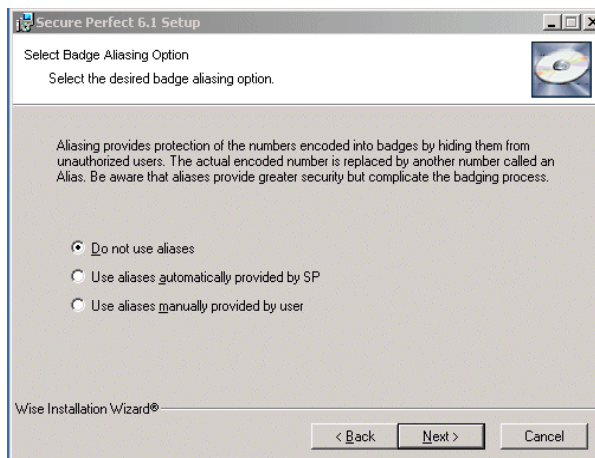 Secure Perfect 6.1 Setup
Select Badge Aliasing Option
Select the desired badge aliasing option.
Aliasing provides protection of the numbers encoded into badges by hiding them from
unauthorized users. The actual encoded number is replaced by another number called an
Alias. Be aware that aliases provide greater security but complicate the badging process.
Do not use aliases
Use aliases automatically provided by SP
Use aliases manually provided by user
Wise Installation Wizard®
< Back Next > Cancel